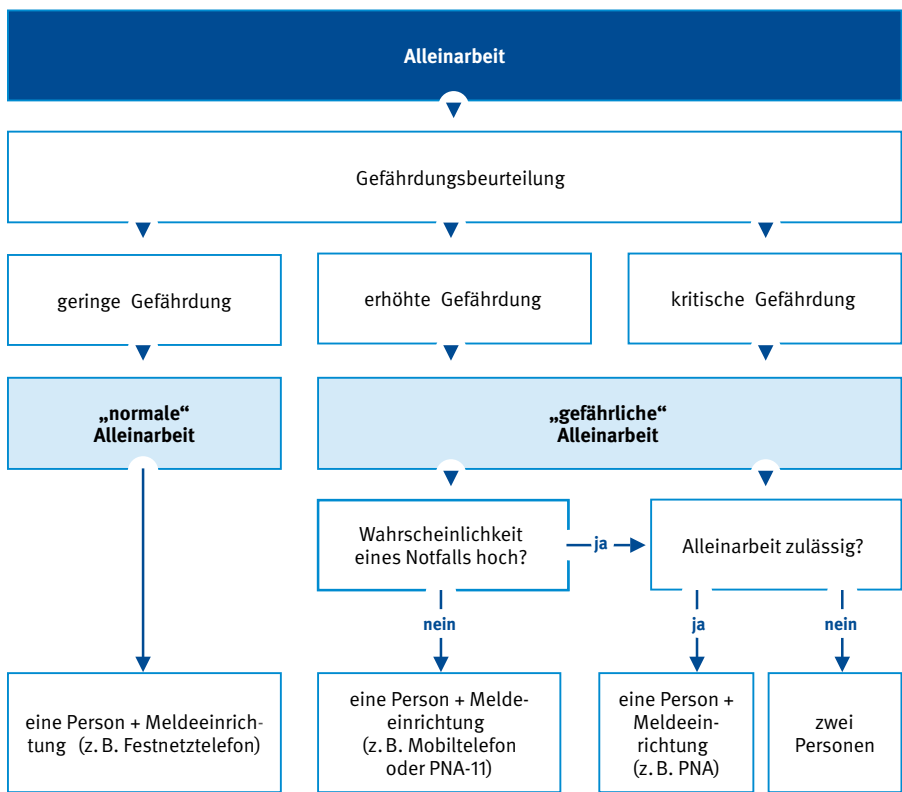 Alleinarbeit
Gefährdungsbeurteilung
geringe Gefährdung
erhöhte Gefährdung
kritische Gefährdung
„normale“
Alleinarbeit
„gefährliche“
Alleinarbeit
Wahrscheinlichkeit
eines Notfalls hoch?
ja
Alleinarbeit zulässig?
nein
ja
nein
eine Person + Meldeeinrich-
tung (z. B. Festnetztelefon)
eine Person + Melde-
einrichtung
(z. B. Mobiltelefon
oder PNA-11)
eine Person +
Meldeein-
richtung
(z. B. PNA)
zwei
Personen